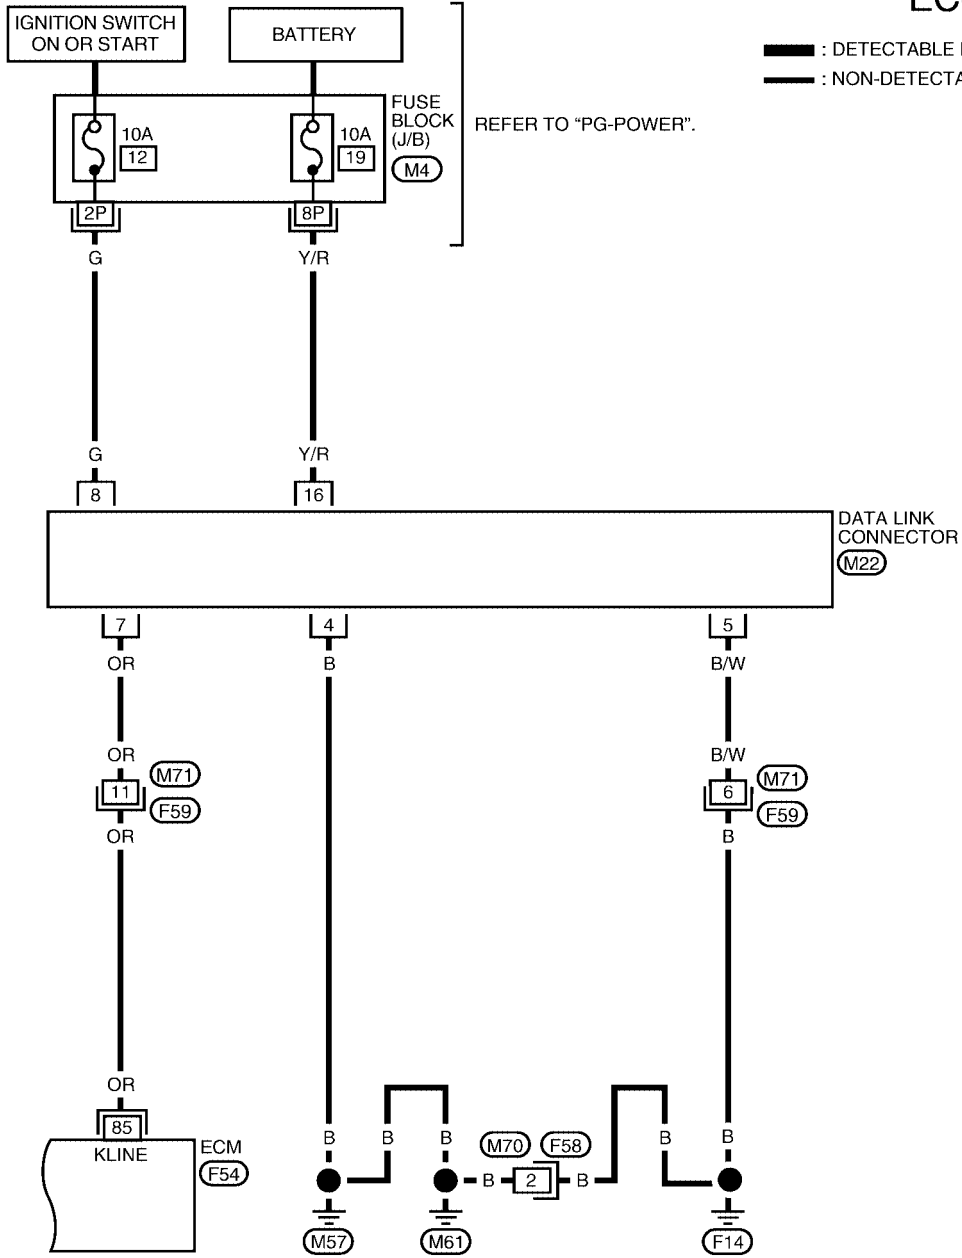 EC
IGNITION SWITCH
ON OR START
BATTERY
: DETECTABLE
: NON-DETECTA
FUSE
BLOCK
(J/B)
M4
REFER TO “PG-POWER”.
10A
12
10A
19
2P
8P
G
Y/R
G
Y/R
8
16
DATA LINK
CONNECTOR
M22
7
4
5
OR
B
B/W
OR
B/W
M71
11
F59
M71
6
F59
OR
B
OR
85
KLINE
ECM
F54
B
B
B
M70
F58
B
B
B
2
B
M57
M61
F14